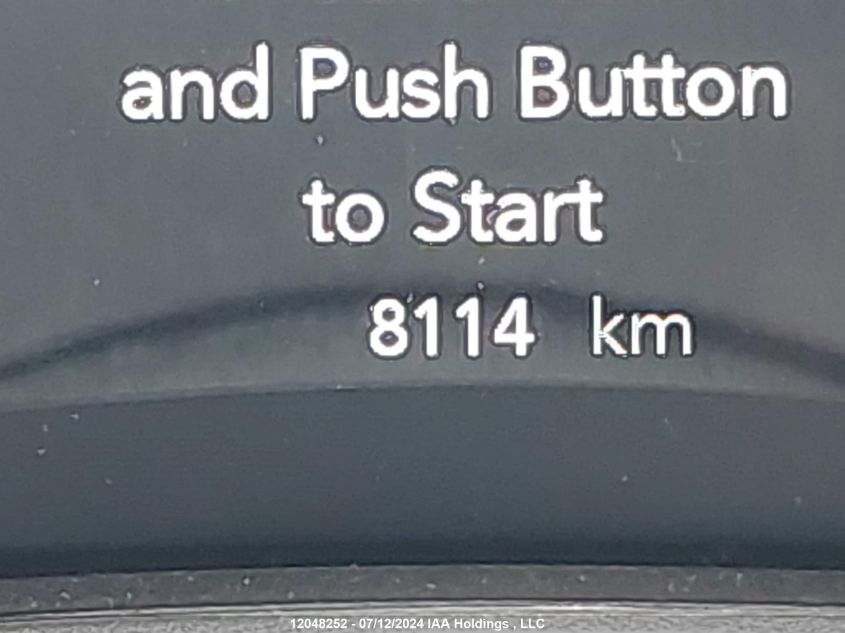 and Push Button
to Start
8114 km
12048252 - 07/12/2024 IAA Holdings , LLC